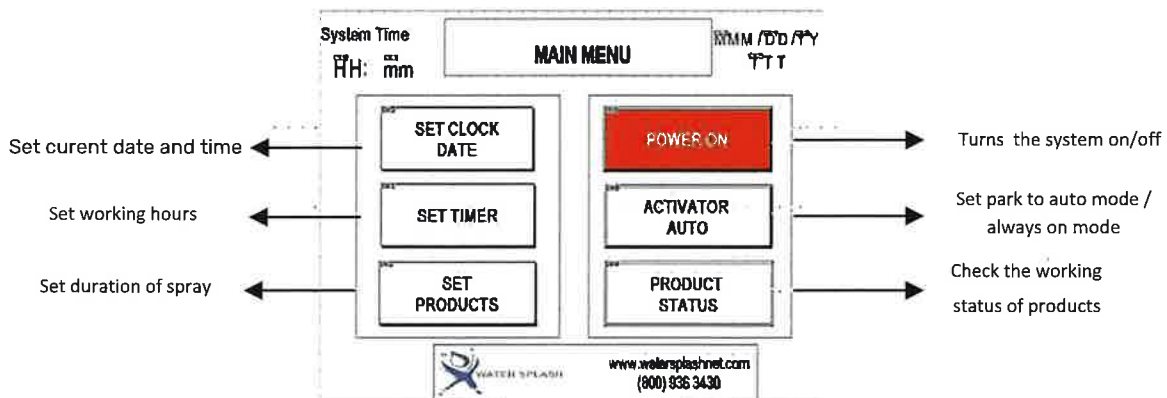 System Time
HH: mm
MAIN MENU
MMM /DD /YY
TTT
SET CLOCK
DATE
POWER ON
Set curent date and time
Turns the system on/off
SET TIMER
ACTIVATOR
AUTO
Set working hours
Set park to auto mode /
always on mode
SET
PRODUCTS
PRODUCT
STATUS
Set duration of spray
Check the working
status of products
WATER SPLASH
www.watersplashnet.com
(800) 936 3430